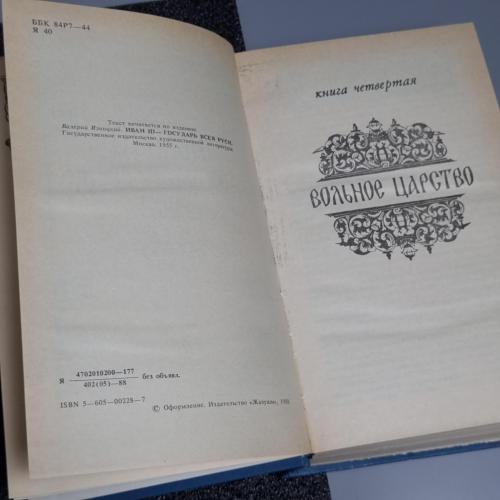 ББК 84Р7—44
Я 40
Текст печатается по изданию
Валерий Язвицкий. ИВАН III — ГОСУДАРЬ ВСЕЯ РУСИ.
Государственное издательство художественной литературы.
Москва. 1955 г.
Я 4702010200—177 без объявл.
402(05)—88
ISBN 5—605—00228—7
© Оформление. Издательство «Жазушы», 1988
книга четвертая
ВОЛЬНОЕ ЦАРСТВО